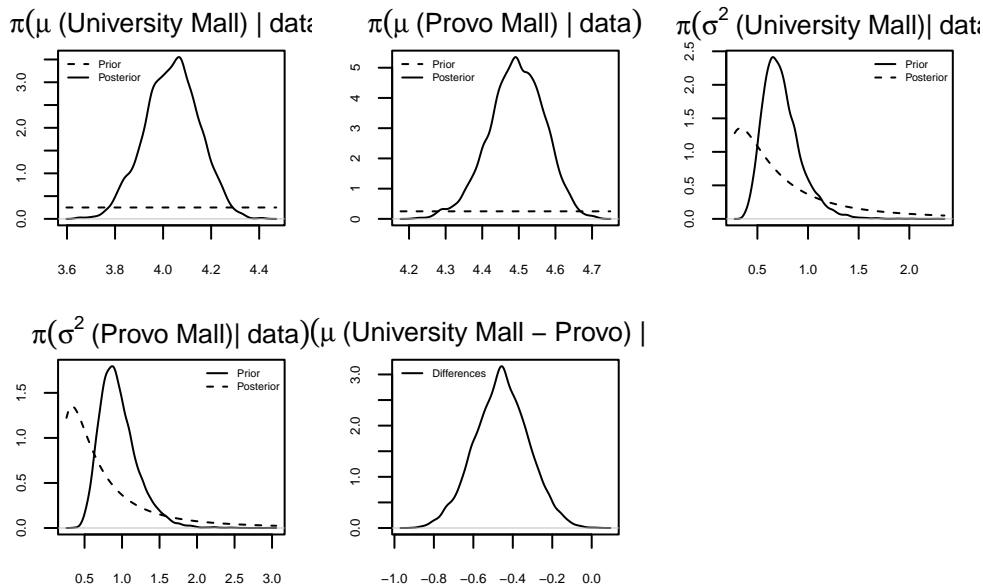 π(μ (University Mall) | data
Prior
Posterior
0.0 1.0 2.0 3.0
3.6 3.8 4.0 4.2 4.4
π(μ (Provo Mall) | data)
Prior
Posterior
0 1 2 3 4 5
4.2 4.3 4.4 4.5 4.6 4.7
π(σ² (University Mall)| data
Prior
Posterior
0.0 0.5 1.0 1.5 2.0 2.5
0.5 1.0 1.5 2.0
π(σ² (Provo Mall)| data)
Prior
Posterior
0.0 0.5 1.0 1.5
0.5 1.0 1.5 2.0 2.5 3.0
(μ (University Mall − Provo) |
Differences
0.0 1.0 2.0 3.0
−1.0 −0.8 −0.6 −0.4 −0.2 0.0